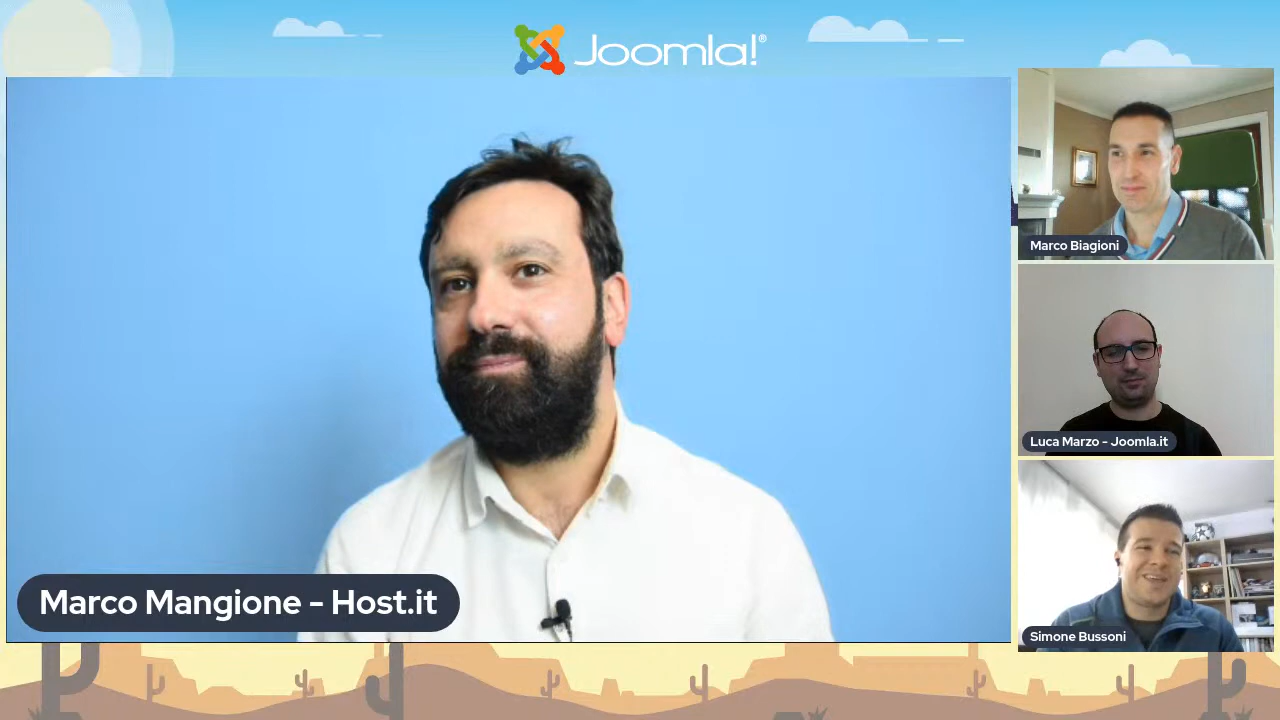 Joomla!®
Marco Biagioni
Luca Marzo - Joomla.it
Marco Mangione - Host.it
Simone Bussoni